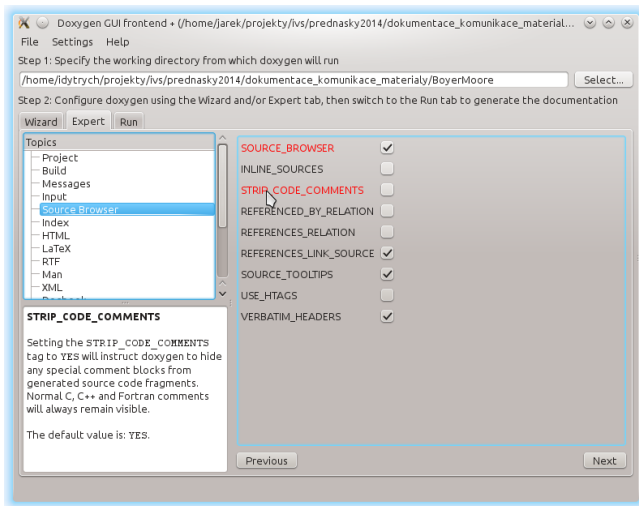 Doxygen GUI frontend + (/home/jarek/projekty/ivs/prednasky2014/dokumentace_komunikace_material...
File Settings Help
Step 1: Specify the working directory from which doxygen will run
/home/idytrych/projekty/ivs/prednasky2014/dokumentace_komunikace_materialy/BoyerMoore Select...
Step 2: Configure doxygen using the Wizard and/or Expert tab, then switch to the Run tab to generate the documentation
Wizard Expert Run
Topics
Project
Build
Messages
Input
Source Browser
Index
HTML
LaTeX
RTF
Man
XML
SOURCE_BROWSER
INLINE_SOURCES
STRIP_CODE_COMMENTS
REFERENCED_BY_RELATION
REFERENCES_RELATION
REFERENCES_LINK_SOURCE
SOURCE_TOOLTIPS
USE_HTAGS
VERBATIM_HEADERS
STRIP_CODE_COMMENTS
Setting the STRIP_CODE_COMMENTS
tag to YES will instruct doxygen to hide
any special comment blocks from
generated source code fragments.
Normal C, C++ and Fortran comments
will always remain visible.
The default value is: YES.
Previous Next